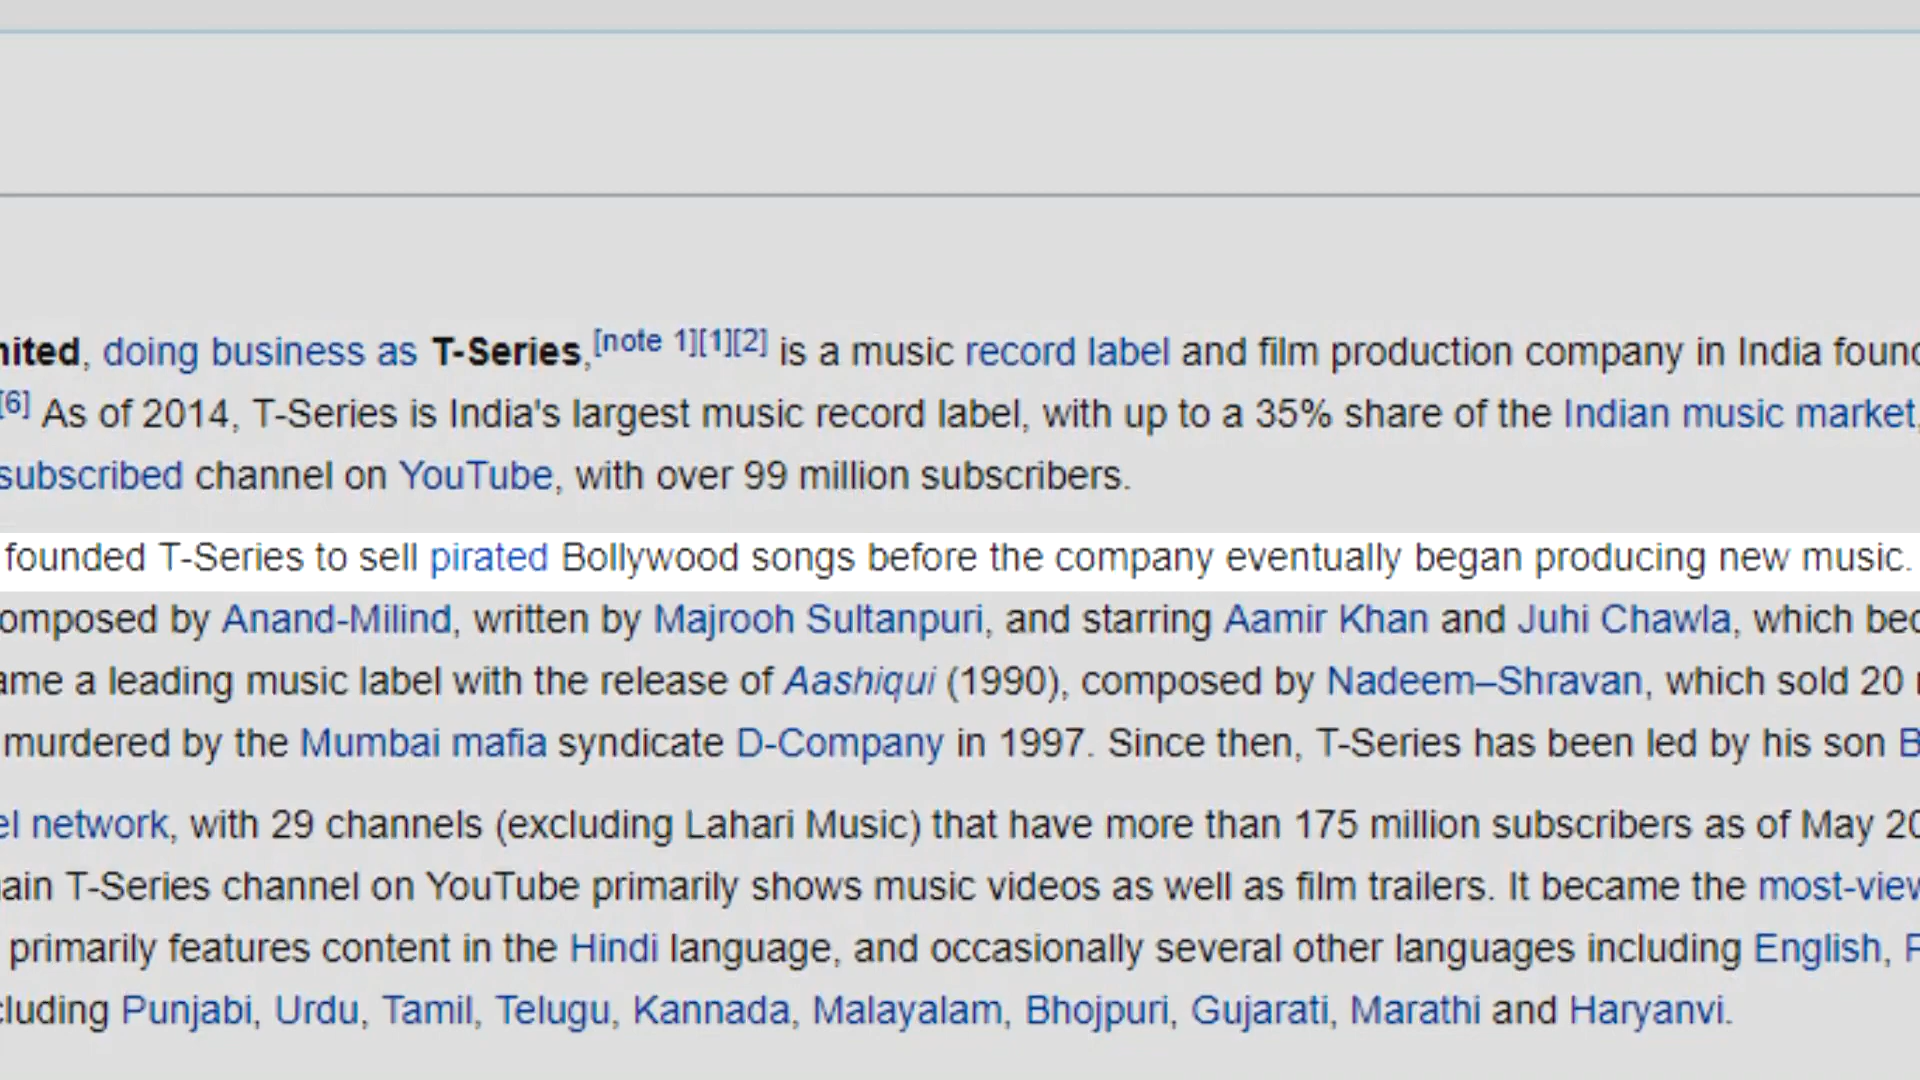 nited, doing business as T-Series,[note 1][1][2] is a music record label and film production company in India found
[6] As of 2014, T-Series is India's largest music record label, with up to a 35% share of the Indian music market,
subscribed channel on YouTube, with over 99 million subscribers.
founded T-Series to sell pirated Bollywood songs before the company eventually began producing new music.
omposed by Anand-Milind, written by Majrooh Sultanpuri, and starring Aamir Khan and Juhi Chawla, which bec
ame a leading music label with the release of Aashiqui (1990), composed by Nadeem–Shravan, which sold 20
murdered by the Mumbai mafia syndicate D-Company in 1997. Since then, T-Series has been led by his son B
el network, with 29 channels (excluding Lahari Music) that have more than 175 million subscribers as of May 20
ain T-Series channel on YouTube primarily shows music videos as well as film trailers. It became the most-view
primarily features content in the Hindi language, and occasionally several other languages including English, P
cluding Punjabi, Urdu, Tamil, Telugu, Kannada, Malayalam, Bhojpuri, Gujarati, Marathi and Haryanvi.